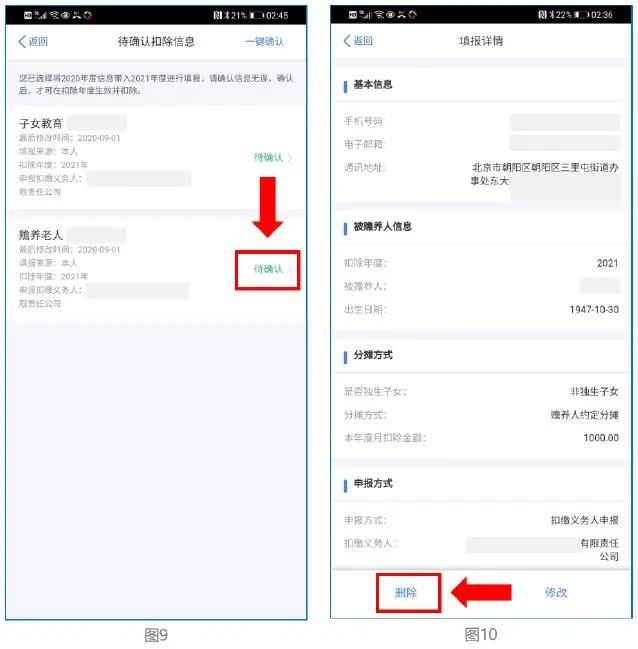 21% 02:45
返回
待确认扣除信息
一键确认
您已选择将2020年度信息带入2021年度进行填报，请确认信息无误，确认
后，才可在扣除年度生效并扣除。
子女教育
最后修改时间：2020-09-01
填报来源：本人
扣除年度：2021年
申报扣缴义务人：
限责任公司
待确认
赡养老人
最后修改时间：2020-09-01
填报来源：本人
扣除年度：2021年
申报扣缴义务人：
限责任公司
待确认
图9
22% 02:36
返回
填报详情
基本信息
手机号码：
电子邮箱：
通讯地址： 北京市朝阳区朝阳区三里屯街道办
事处东大
被赡养人信息
扣除年度： 2021
被赡养人：
出生日期： 1947-10-30
分摊方式
是否独生子女： 非独生子女
分摊方式： 赡养人约定分摊
本年度月扣除金额： 1000.00
申报方式
申报方式： 扣缴义务人申报
扣缴义务人： 有限责任
公司
删除
修改
图10